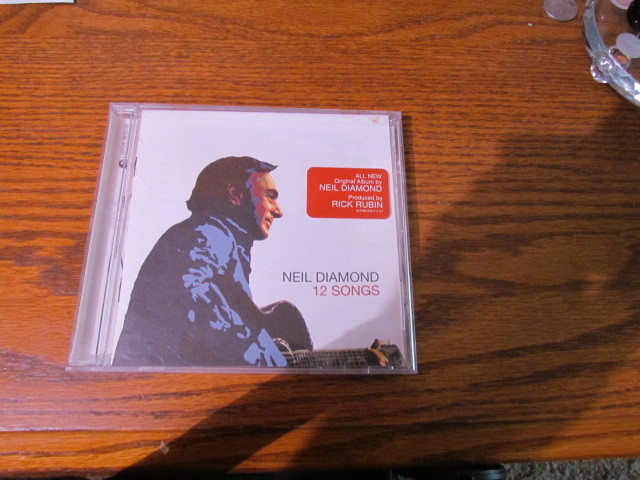 ALL NEW
Original Album by
NEIL DIAMOND
Produced by
RICK RUBIN
NEIL DIAMOND
12 SONGS